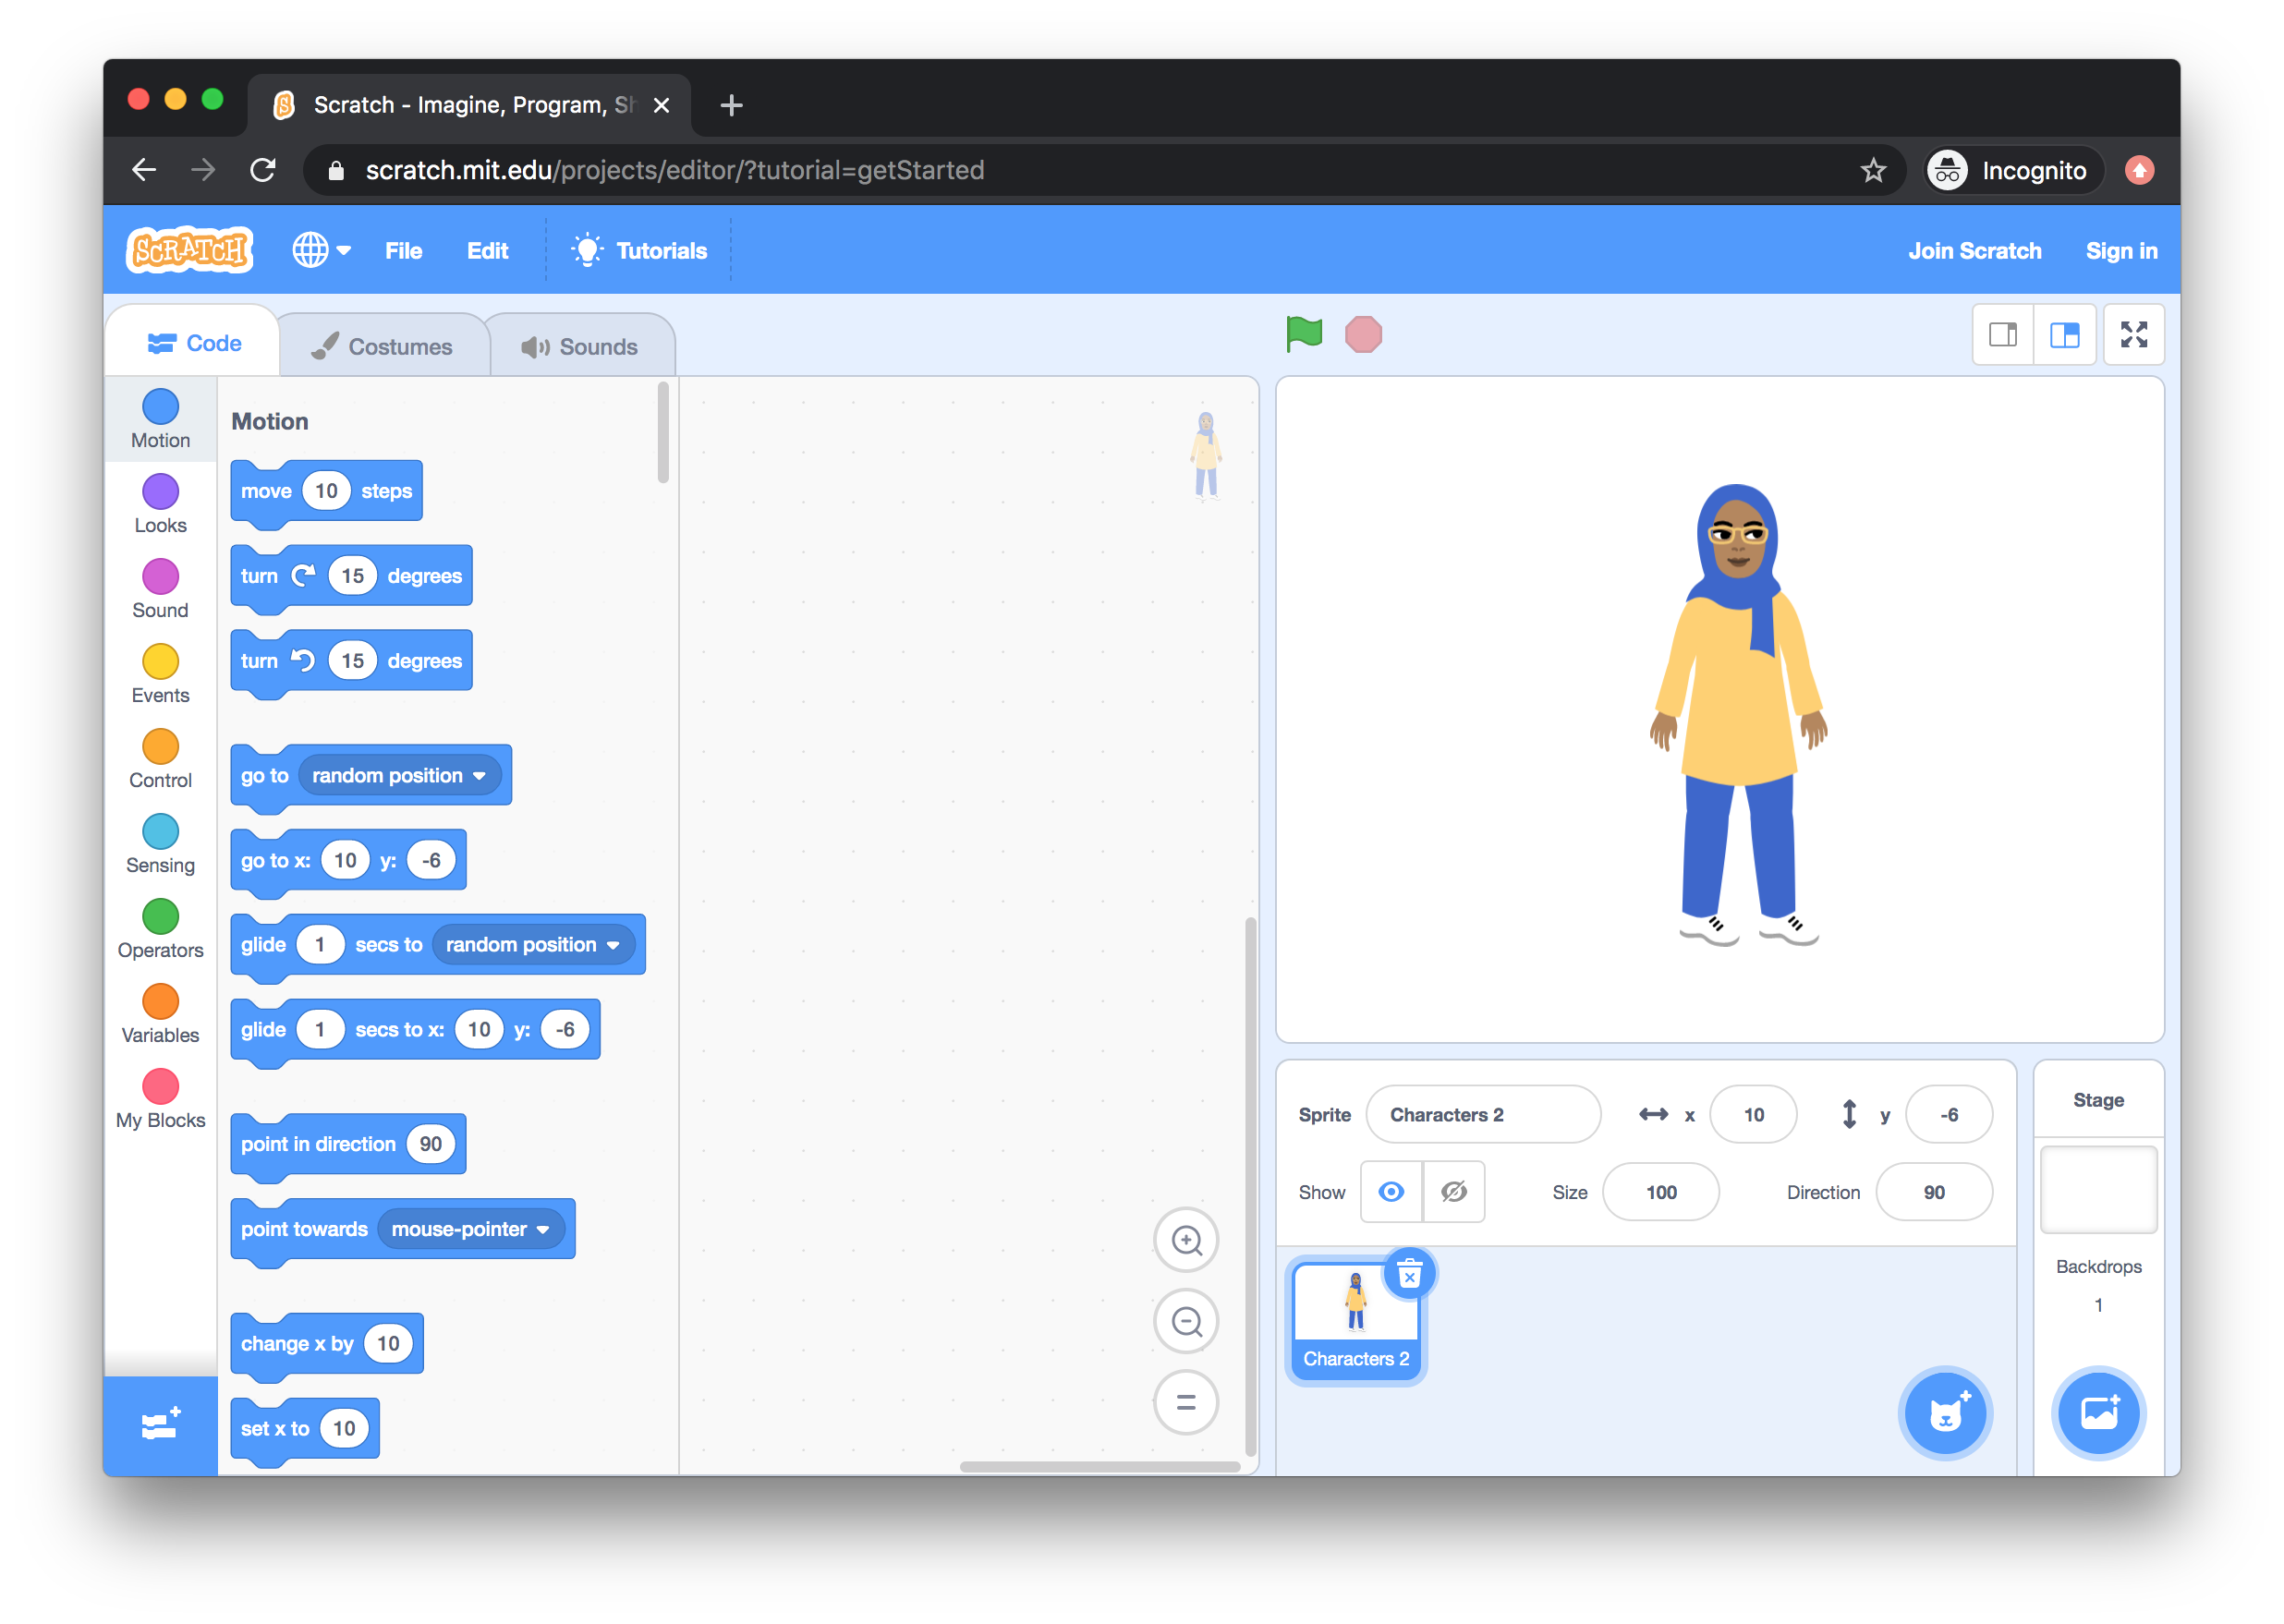 Scratch - Imagine, Program, Sh
scratch.mit.edu/projects/editor/?tutorial=getStarted
Incognito
SCRATCH
File
Edit
Tutorials
Join Scratch
Sign in
Code
Costumes
Sounds
Motion
Looks
Sound
Events
Control
Sensing
Operators
Variables
My Blocks
Motion
move 10 steps
turn 15 degrees
turn 15 degrees
go to random position
go to x: 10 y: -6
glide 1 secs to random position
glide 1 secs to x: 10 y: -6
point in direction 90
point towards mouse-pointer
change x by 10
set x to 10
Sprite Characters 2 x 10 y -6
Show Size 100 Direction 90
Characters 2
Stage
Backdrops
1